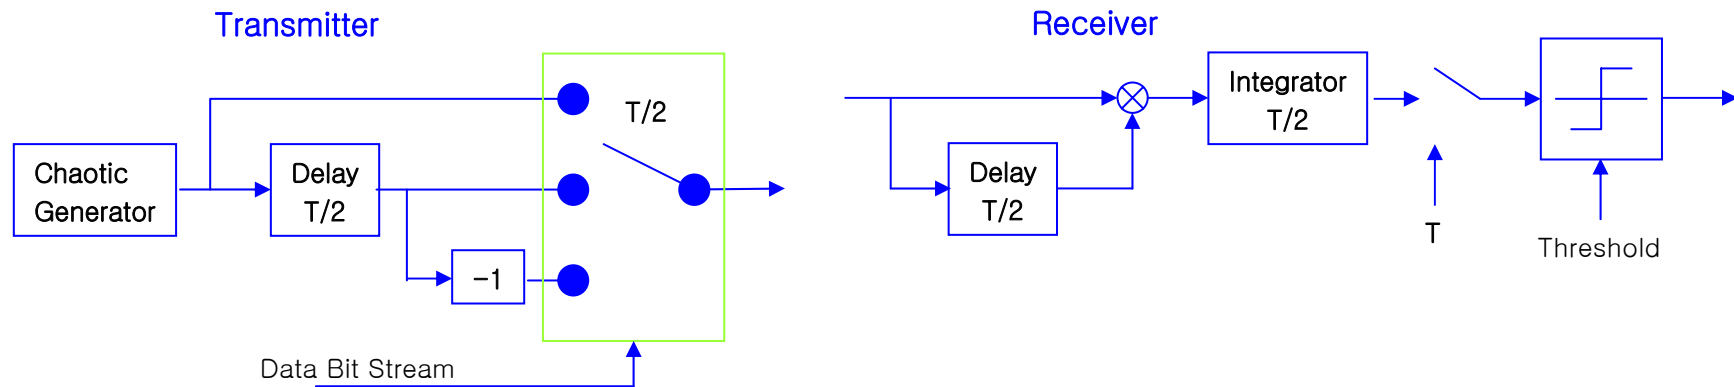 Transmitter
Chaotic
Generator
Delay
T/2
-1
T/2
Data Bit Stream
Receiver
Delay
T/2
Integrator
T/2
T
Threshold